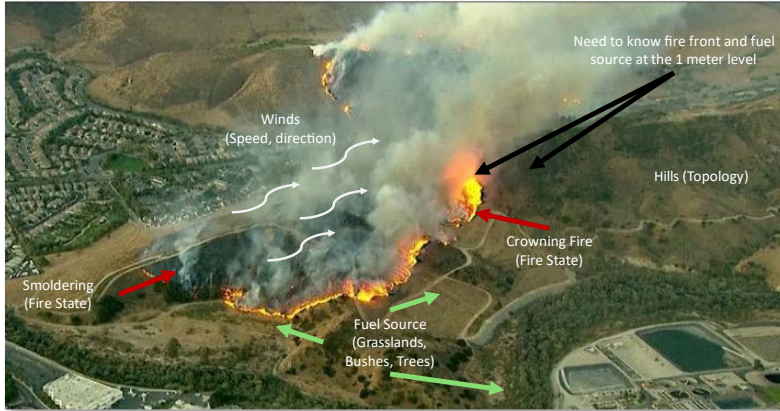 Need to know fire front and fuel
source at the 1 meter level
Winds
(Speed, direction)
Hills (Topology)
Crowning Fire
(Fire State)
Smoldering
(Fire State)
Fuel Source
(Grasslands,
Bushes, Trees)